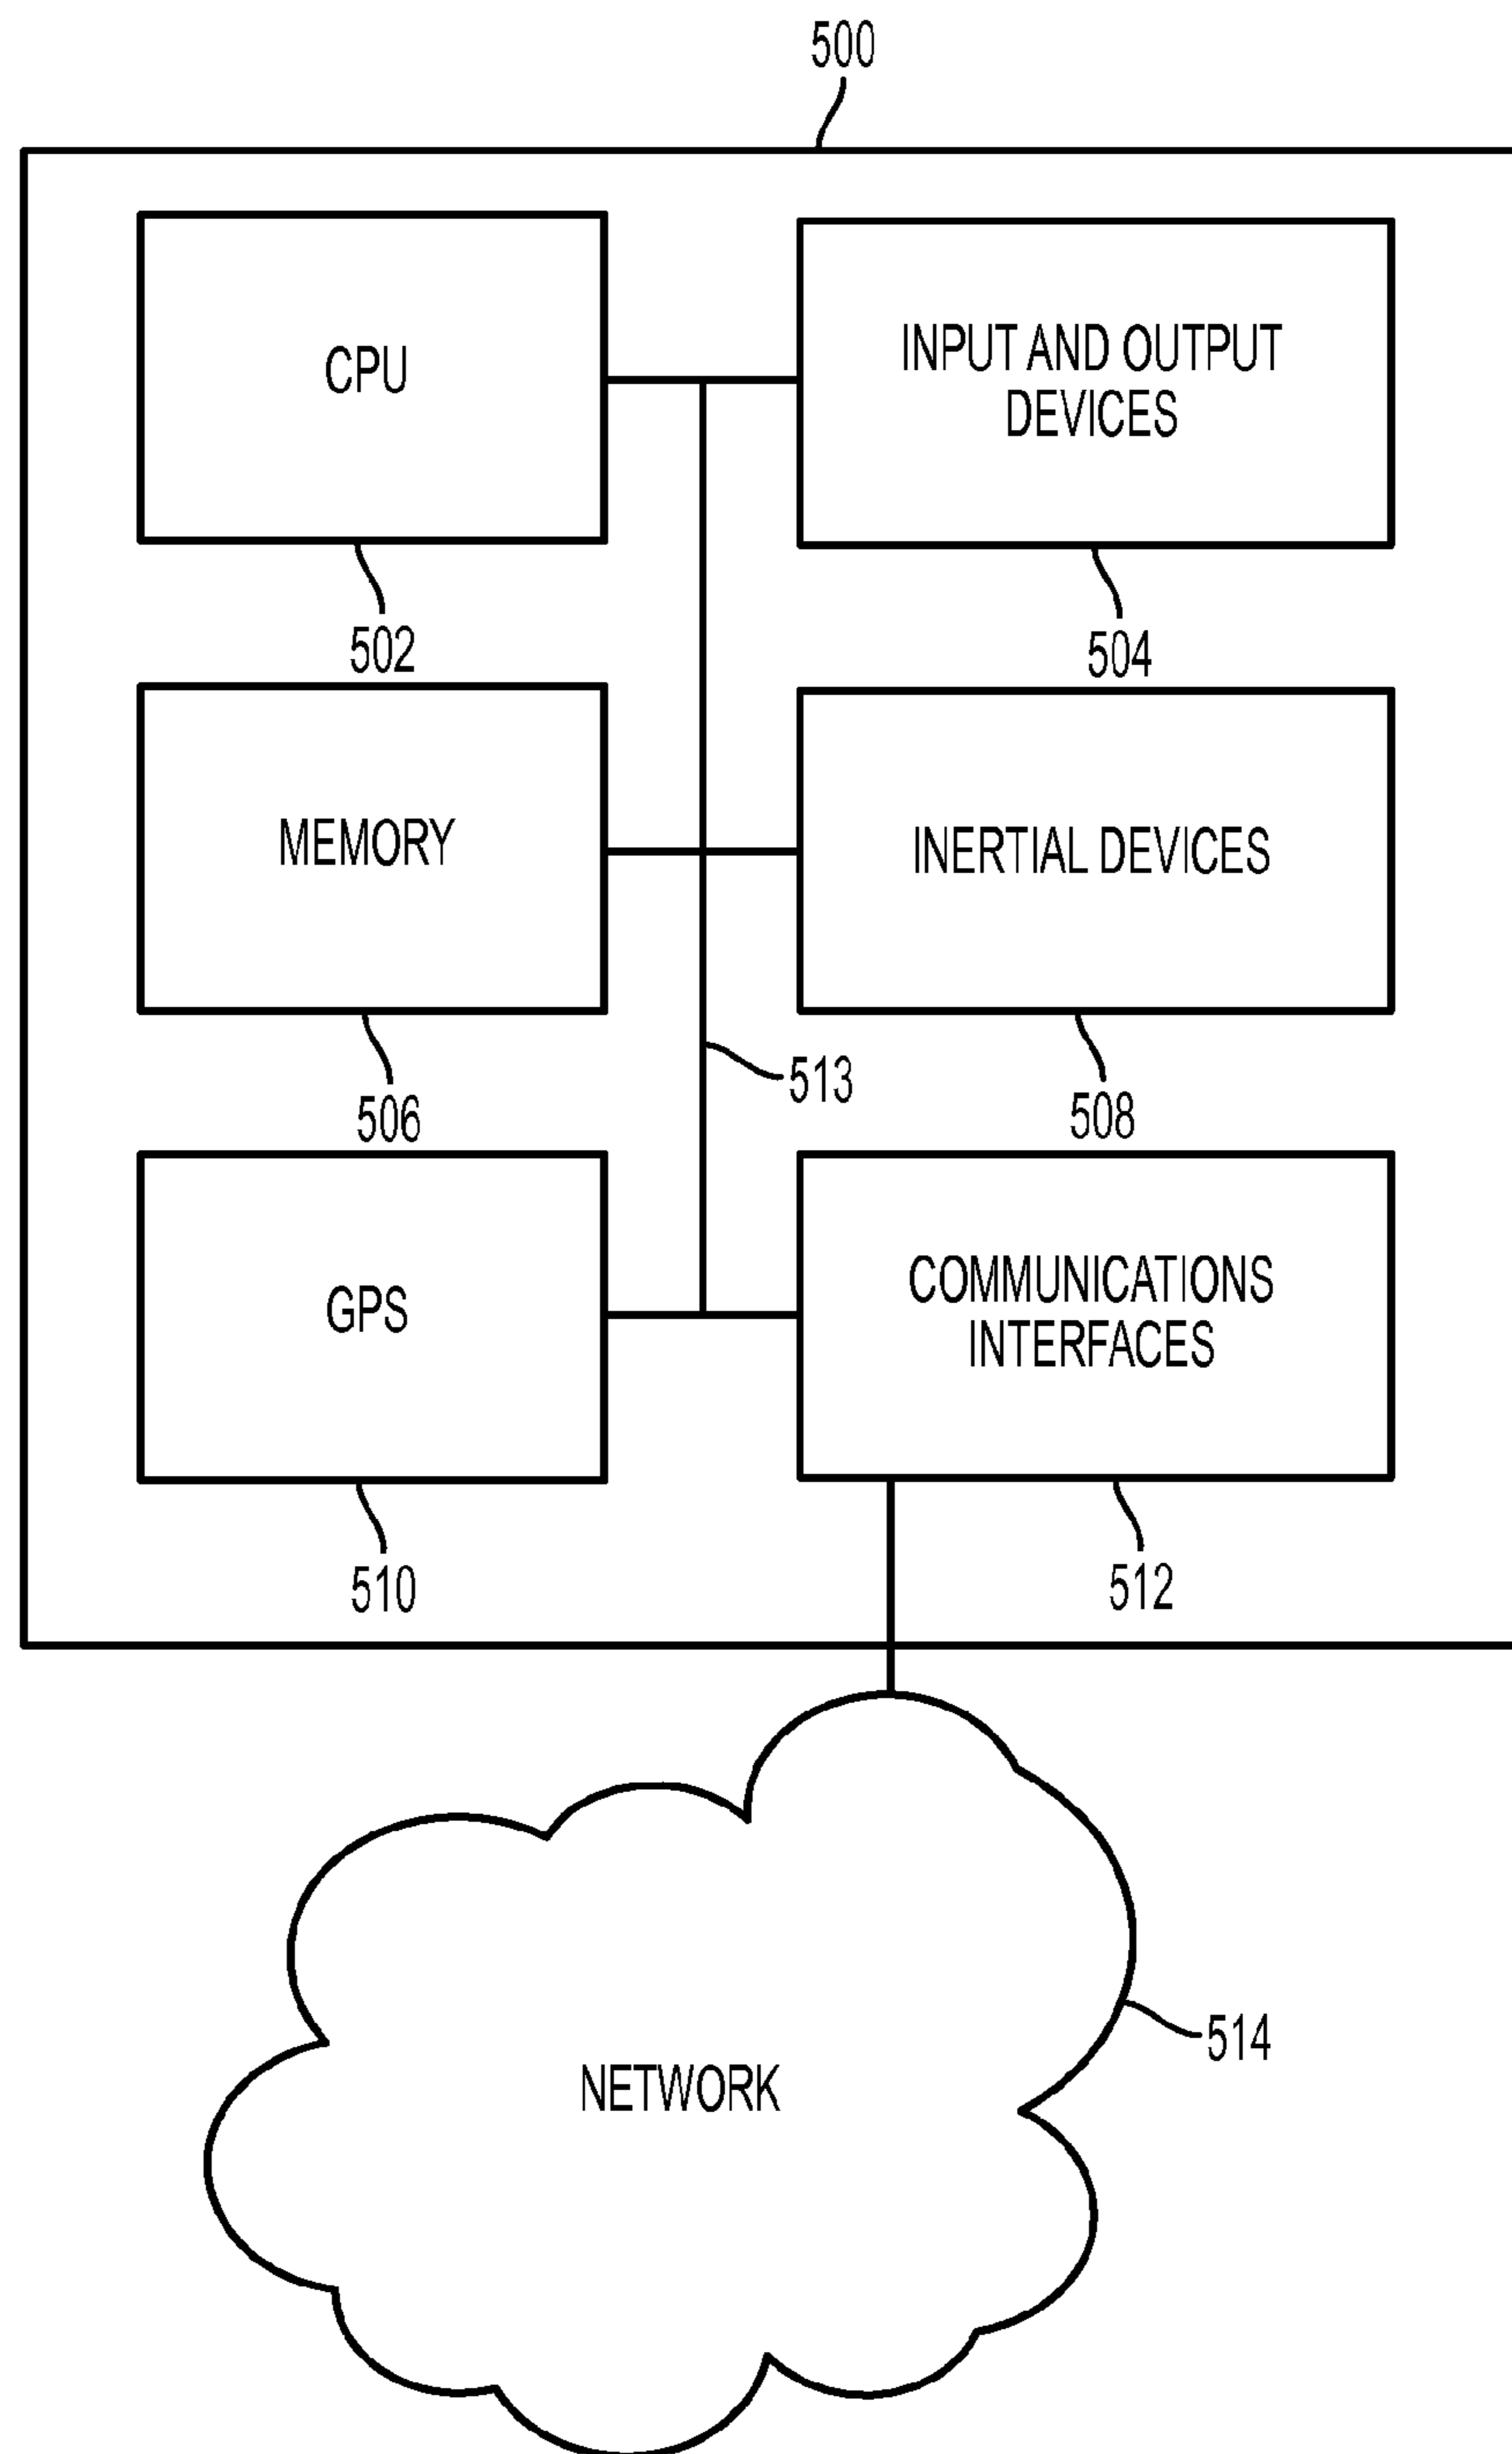 500
CPU
INPUT AND OUTPUT
DEVICES
502
504
MEMORY
INERTIAL DEVICES
513
506
508
GPS
COMMUNICATIONS
INTERFACES
510
512
514
NETWORK